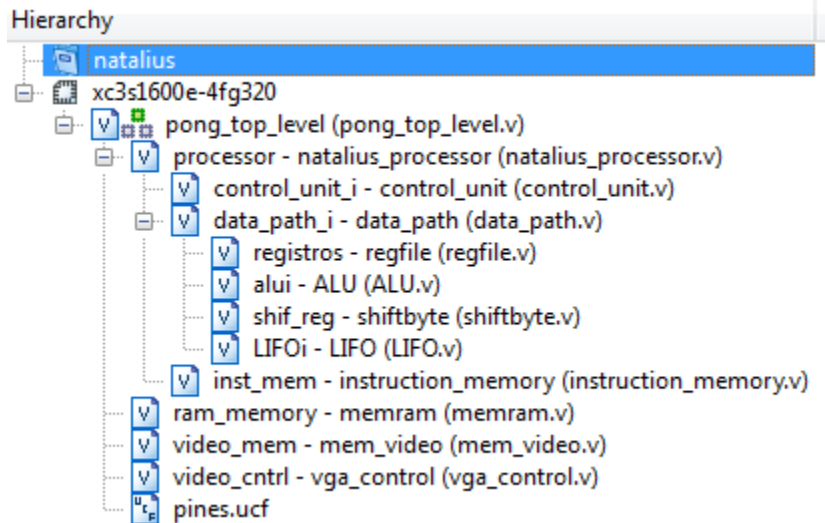 Hierarchy
natalius
xc3s1600e-4fg320
pong_top_level (pong_top_level.v)
processor - natalius_processor (natalius_processor.v)
control_unit_i - control_unit (control_unit.v)
data_path_i - data_path (data_path.v)
registros - regfile (regfile.v)
alui - ALU (ALU.v)
shif_reg - shiftbyte (shiftbyte.v)
LIFOi - LIFO (LIFO.v)
inst_mem - instruction_memory (instruction_memory.v)
ram_memory - memram (memram.v)
video_mem - mem_video (mem_video.v)
video_cntrl - vga_control (vga_control.v)
pines.ucf